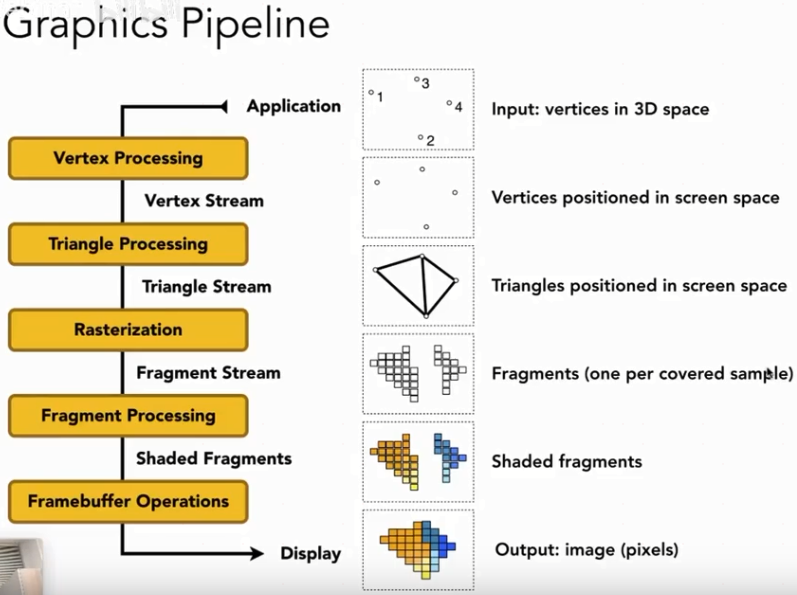 Graphics Pipeline
Application
1
3
4
2
Input: vertices in 3D space
Vertex Processing
Vertex Stream
Vertices positioned in screen space
Triangle Processing
Triangle Stream
Triangles positioned in screen space
Rasterization
Fragment Stream
Fragments (one per covered sample)
Fragment Processing
Shaded Fragments
Shaded fragments
Framebuffer Operations
Display
Output: image (pixels)